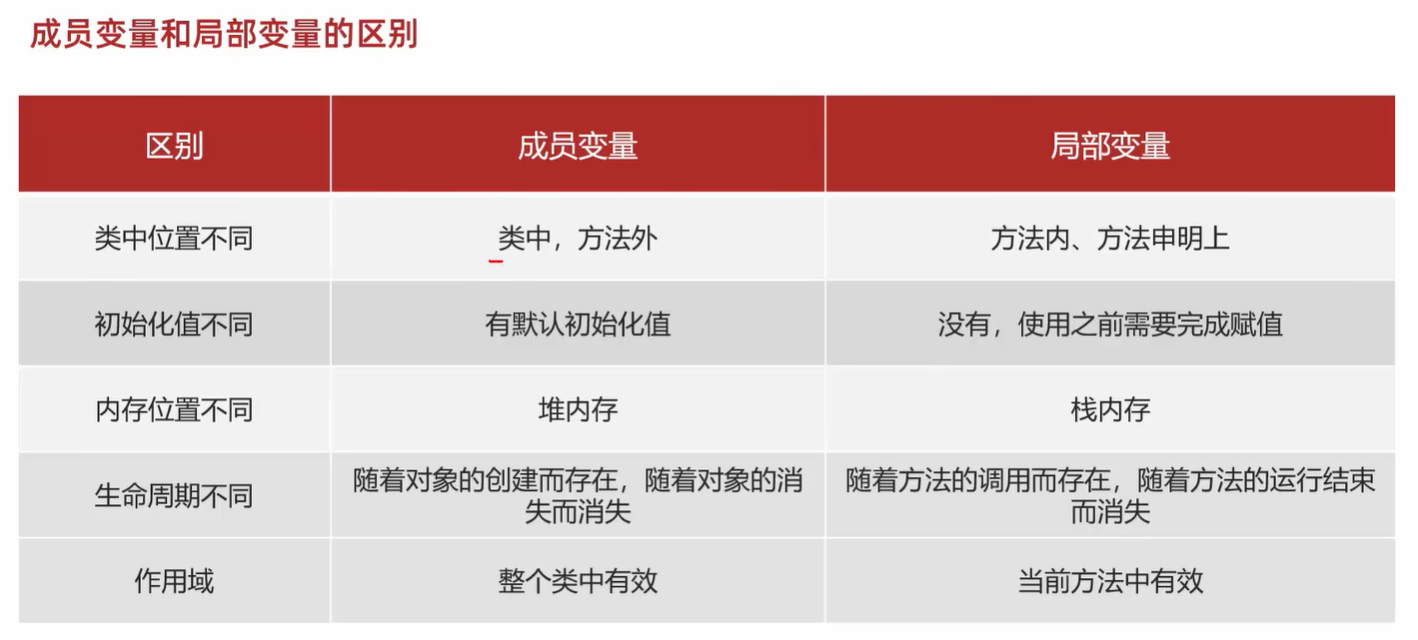 成员变量和局部变量的区别
区别 成员变量 局部变量
类中位置不同 类中，方法外 方法内、方法申明上
初始化值不同 有默认初始化值 没有，使用之前需要完成赋值
内存位置不同 堆内存 栈内存
生命周期不同 随着对象的创建而存在，随着对象的消 随着方法的调用而存在，随着方法的运行结束
失而消失 而消失
作用域 整个类中有效 当前方法中有效